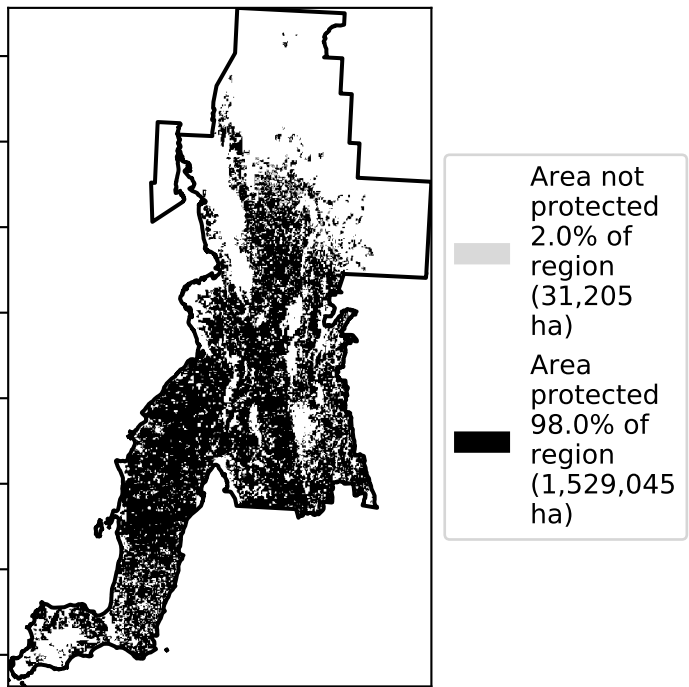 Area not
protected
2.0% of
region
(31,205
ha)
Area
protected
98.0% of
region
(1,529,045
ha)